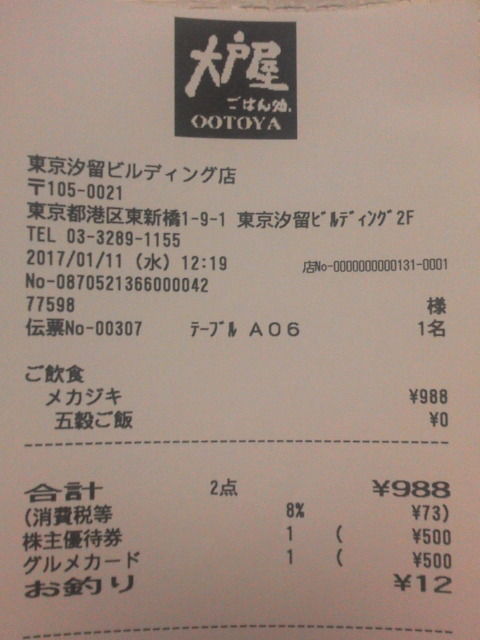 大戸屋
ごはん処
OOTOYA
東京汐留ビルディング店
〒105-0021
東京都港区東新橋1-9-1 東京汐留ﾋﾞﾙﾃﾞｨﾝｸﾞ2F
TEL 03-3289-1155
2017/01/11 (水) 12:19 店No-0000000000131-0001
No-0870521366000042
77598 様
伝票No-00307 ﾃｰﾌﾞﾙ A06 1名
ご飲食
メカジキ ¥988
五穀ご飯 ¥0
合計 2点 ¥988
(消費税等 8% ¥73)
株主優待券 1 ( ¥500
グルメカード 1 ( ¥500
お釣り ¥12